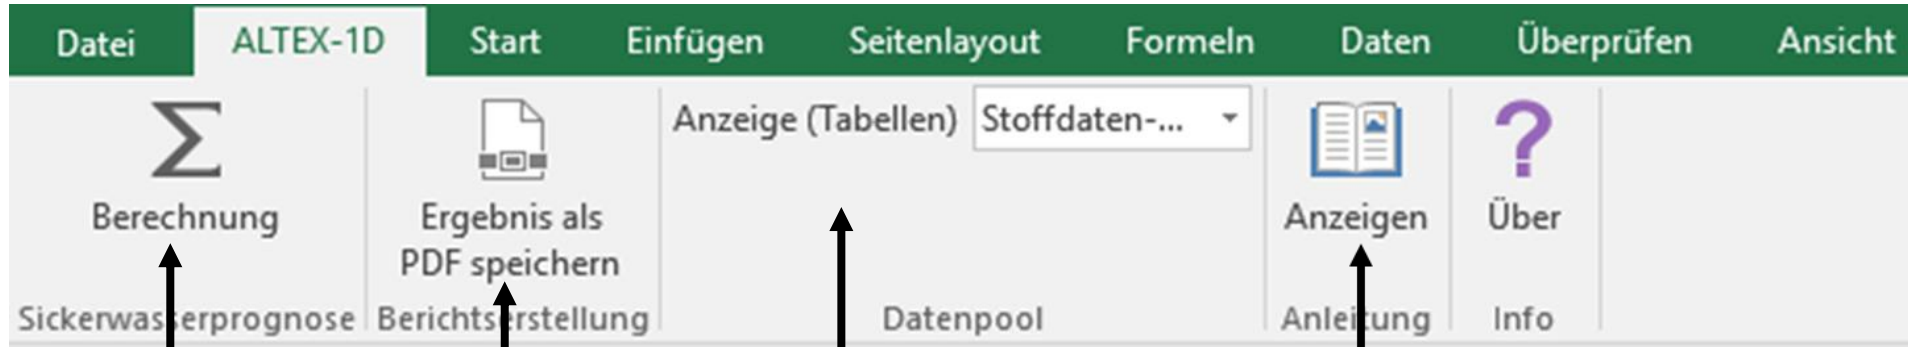 Datei ALTEX-1D Start Einfügen Seitenlayout Formeln Daten Überprüfen Ansicht
Anzeige (Tabellen) Stoffdaten-...
Berechnung
Ergebnis als
PDF speichern
Anzeigen
Über
Sickerwasserprognose Berichtserstellung Datenpool Anleitung Info